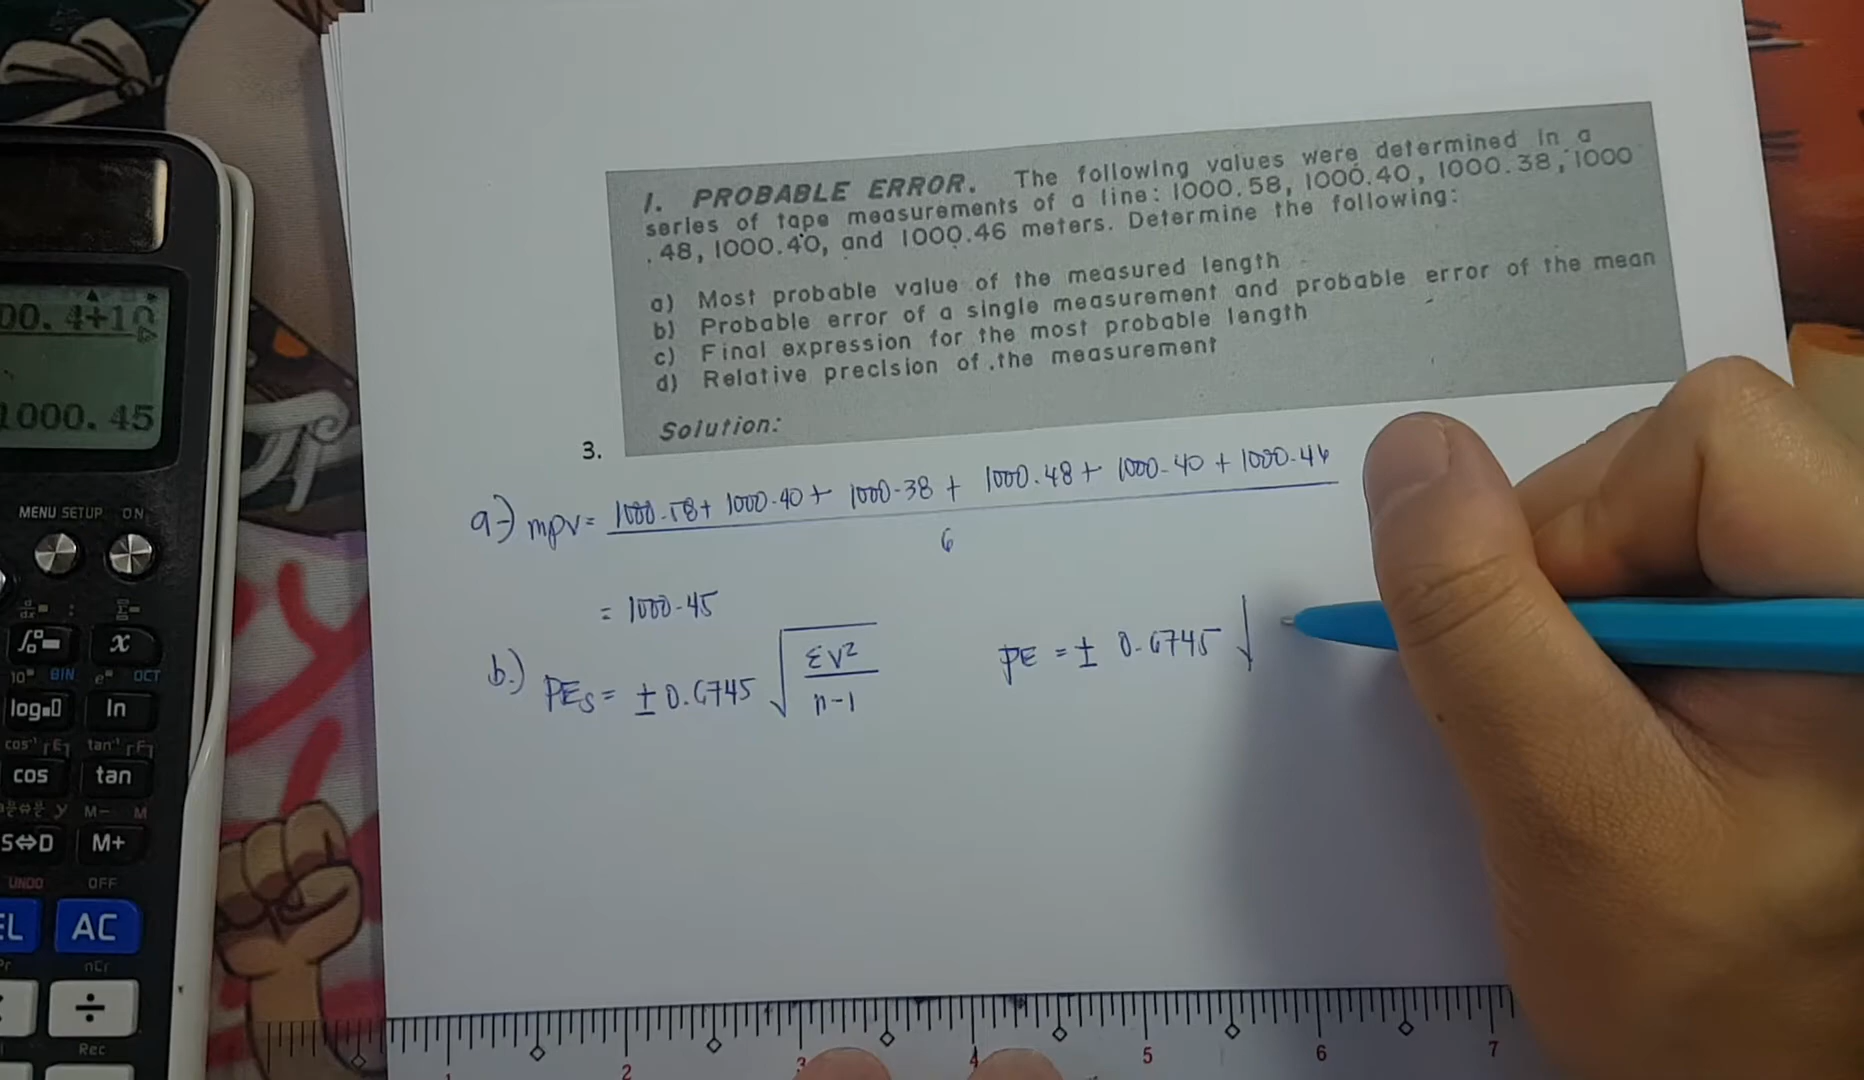 1. PROBABLE ERROR. The following values were determined in a
series of tape measurements of a line: 1000.58, 1000.40, 1000.38, 1000
.48, 1000.40, and 1000.46 meters. Determine the following:
a) Most probable value of the measured length
b) Probable error of a single measurement and probable error of the mean
c) Final expression for the most probable length
d) Relative precision of the measurement
Solution:
3.
a-) mpv = 1000.58 + 1000.40 + 1000.38 + 1000.48 + 1000.40 + 1000.46
6
= 1000.45
b.) PEs = ± 0.6745 √ ΣV²
n-1
PE = ± 0.6745 √
00.4+10
1000.45
MENU SETUP ON
x
10 BIN e OCT
log ln
cos⁻¹ E tan⁻¹ F
cos tan
y M- M
S⇔D M+
UNDO OFF
EL AC
nCr
÷
Rec
1 2 3 4 5 6 7